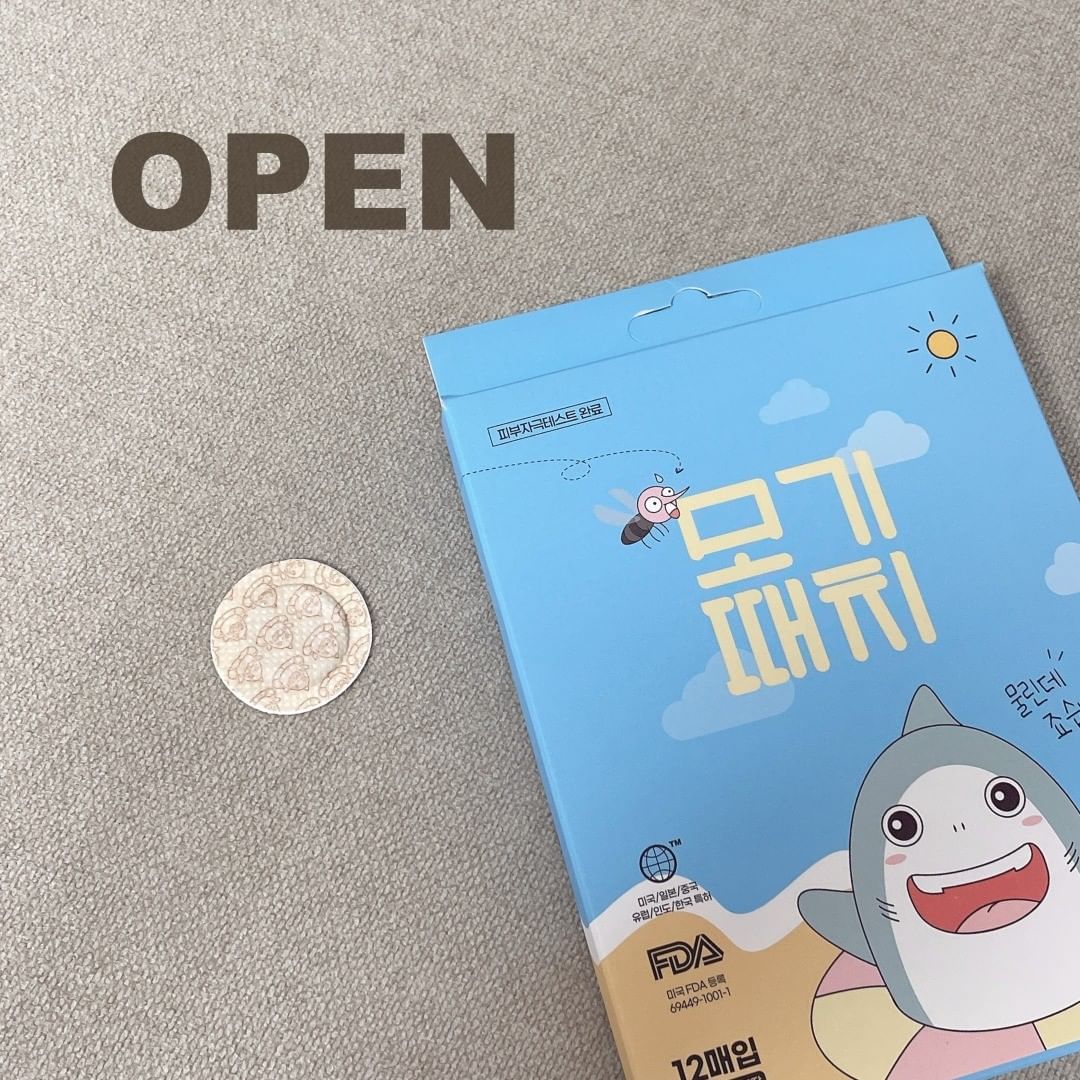 OPEN
피부자극테스트 완료
모기
패치
물린데
TM
미국/일본/중국
유럽/인도/한국 특허
FDA
미국 FDA 등록
69449-1001-1
12매입